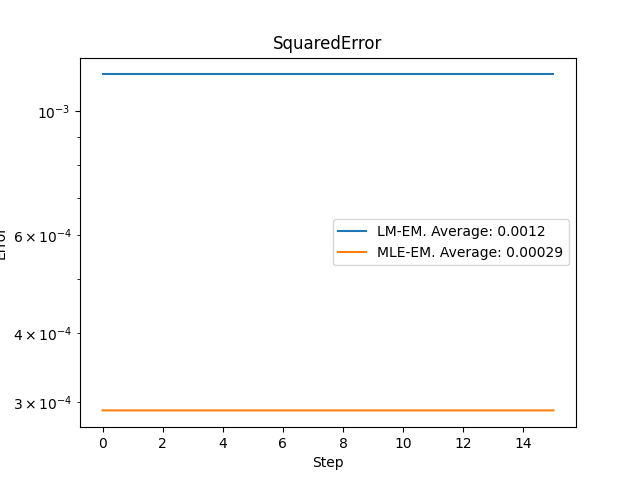 SquaredError
10⁻³
6 × 10⁻⁴
4 × 10⁻⁴
3 × 10⁻⁴
Error
LM-EM. Average: 0.0012
MLE-EM. Average: 0.00029
0 2 4 6 8 10 12 14
Step